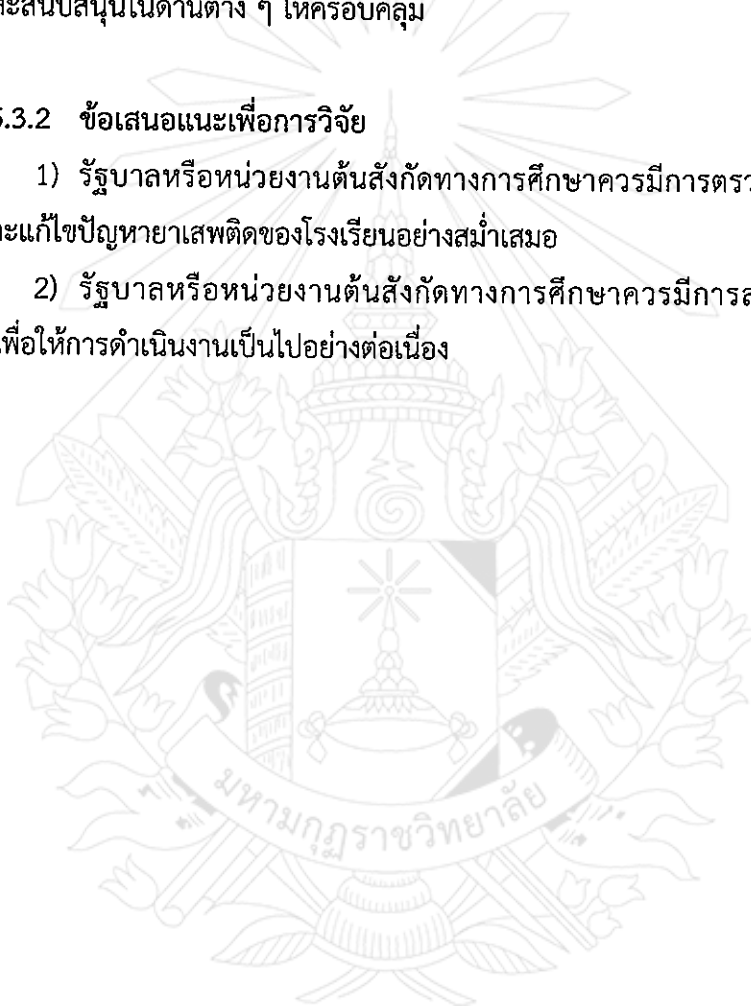 ะสนับสนุนในด้านต่าง ๆ ให้ครอบคลุม
5.3.2 ข้อเสนอแนะเพื่อการวิจัย
1) รัฐบาลหรือหน่วยงานต้นสังกัดทางการศึกษาควรมีการตรว
ละแก้ไขปัญหายาเสพติดของโรงเรียนอย่างสม่ำเสมอ
2) รัฐบาลหรือหน่วยงานต้นสังกัดทางการศึกษาควรมีการส
เพื่อให้การดำเนินงานเป็นไปอย่างต่อเนื่อง
มหามกุฏราชวิทยาลัย